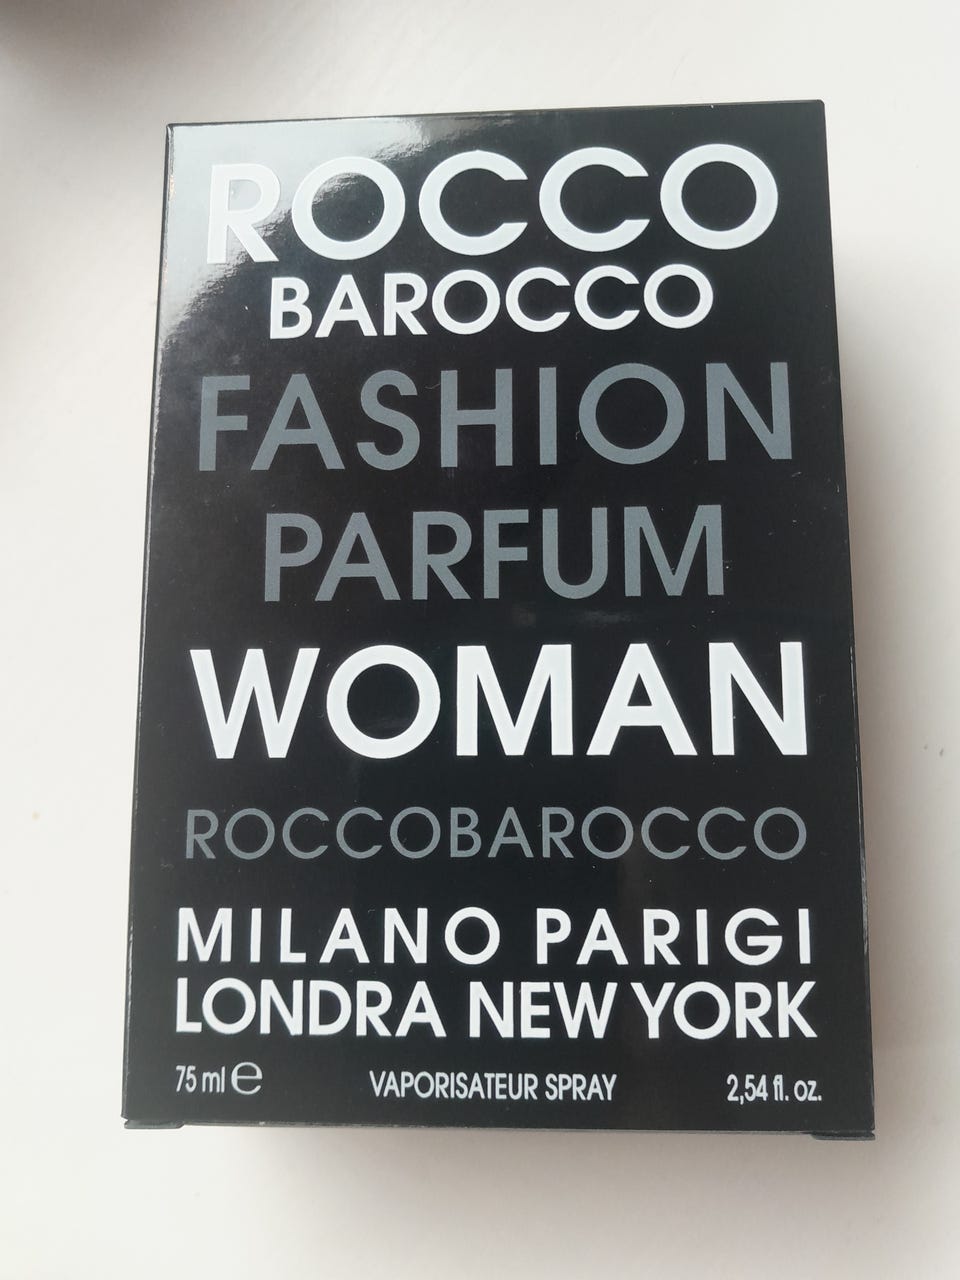 ROCCO
BAROCCO
FASHION
PARFUM
WOMAN
ROCCOBAROCCO
MILANO PARIGI
LONDRA NEW YORK
75 ml ℮ VAPORISATEUR SPRAY 2,54 fl. oz.